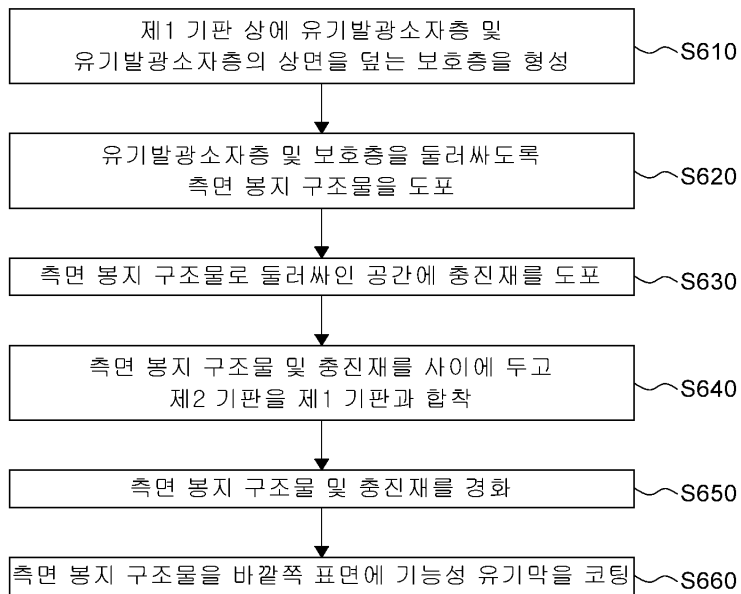 제1 기판 상에 유기발광소자층 및
유기발광소자층의 상면을 덮는 보호층을 형성
S610
유기발광소자층 및 보호층을 둘러싸도록
측면 봉지 구조물을 도포
S620
측면 봉지 구조물로 둘러싸인 공간에 충진재를 도포
S630
측면 봉지 구조물 및 충진재를 사이에 두고
제2 기판을 제1 기판과 합착
S640
측면 봉지 구조물 및 충진재를 경화
S650
측면 봉지 구조물을 바깥쪽 표면에 기능성 유기막을 코팅
S660